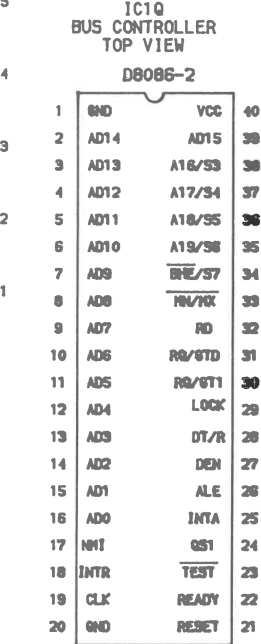 5
IC1Q
BUS CONTROLLER
TOP VIEW
4
D8086-2
1 GND VCC 40
3
2 AD14 AD15 39
3 AD13 A16/S3 38
4 AD12 A17/S4 37
2
5 AD11 A18/S5 36
6 AD10 A19/S6 35
7 AD9 BHE/S7 34
1
8 AD8 MN/MX 33
9 AD7 RD 32
10 AD6 RQ/GTD 31
11 AD5 RQ/GT1 30
12 AD4 LOCK 29
13 AD3 DT/R 28
14 AD2 DEN 27
15 AD1 ALE 26
16 AD0 INTA 25
17 NMI QS1 24
18 INTR TEST 23
19 CLK READY 22
20 GND RESET 21